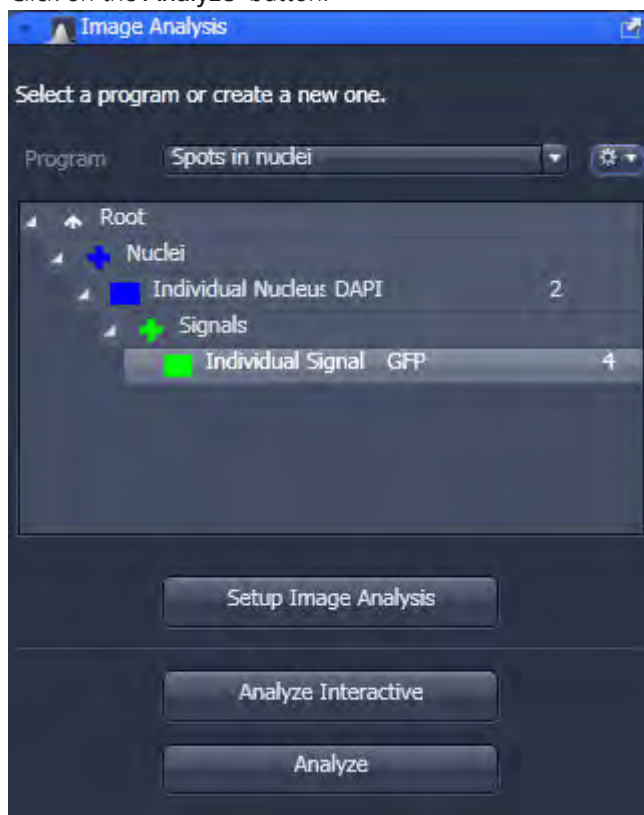 Click on the Analyze button.
Image Analysis
Select a program or create a new one.
Program Spots in nuclei
Root
Nuclei
Individual Nucleus DAPI 2
Signals
Individual Signal GFP 4
Setup Image Analysis
Analyze Interactive
Analyze